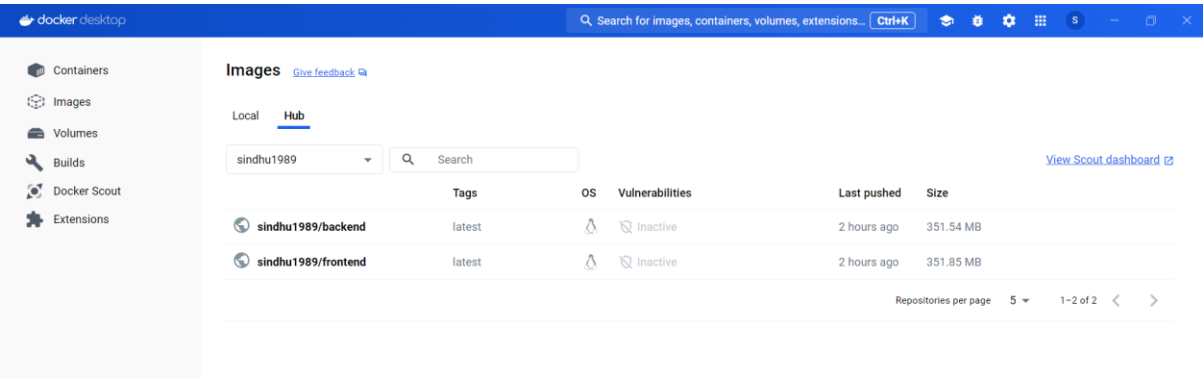 docker desktop
Search for images, containers, volumes, extensions... Ctrl+K
S
Containers
Images
Volumes
Builds
Docker Scout
Extensions
Images Give feedback
Local Hub
sindhu1989 Search View Scout dashboard
Tags OS Vulnerabilities Last pushed Size
sindhu1989/backend latest Inactive 2 hours ago 351.54 MB
sindhu1989/frontend latest Inactive 2 hours ago 351.85 MB
Repositories per page 5 1–2 of 2